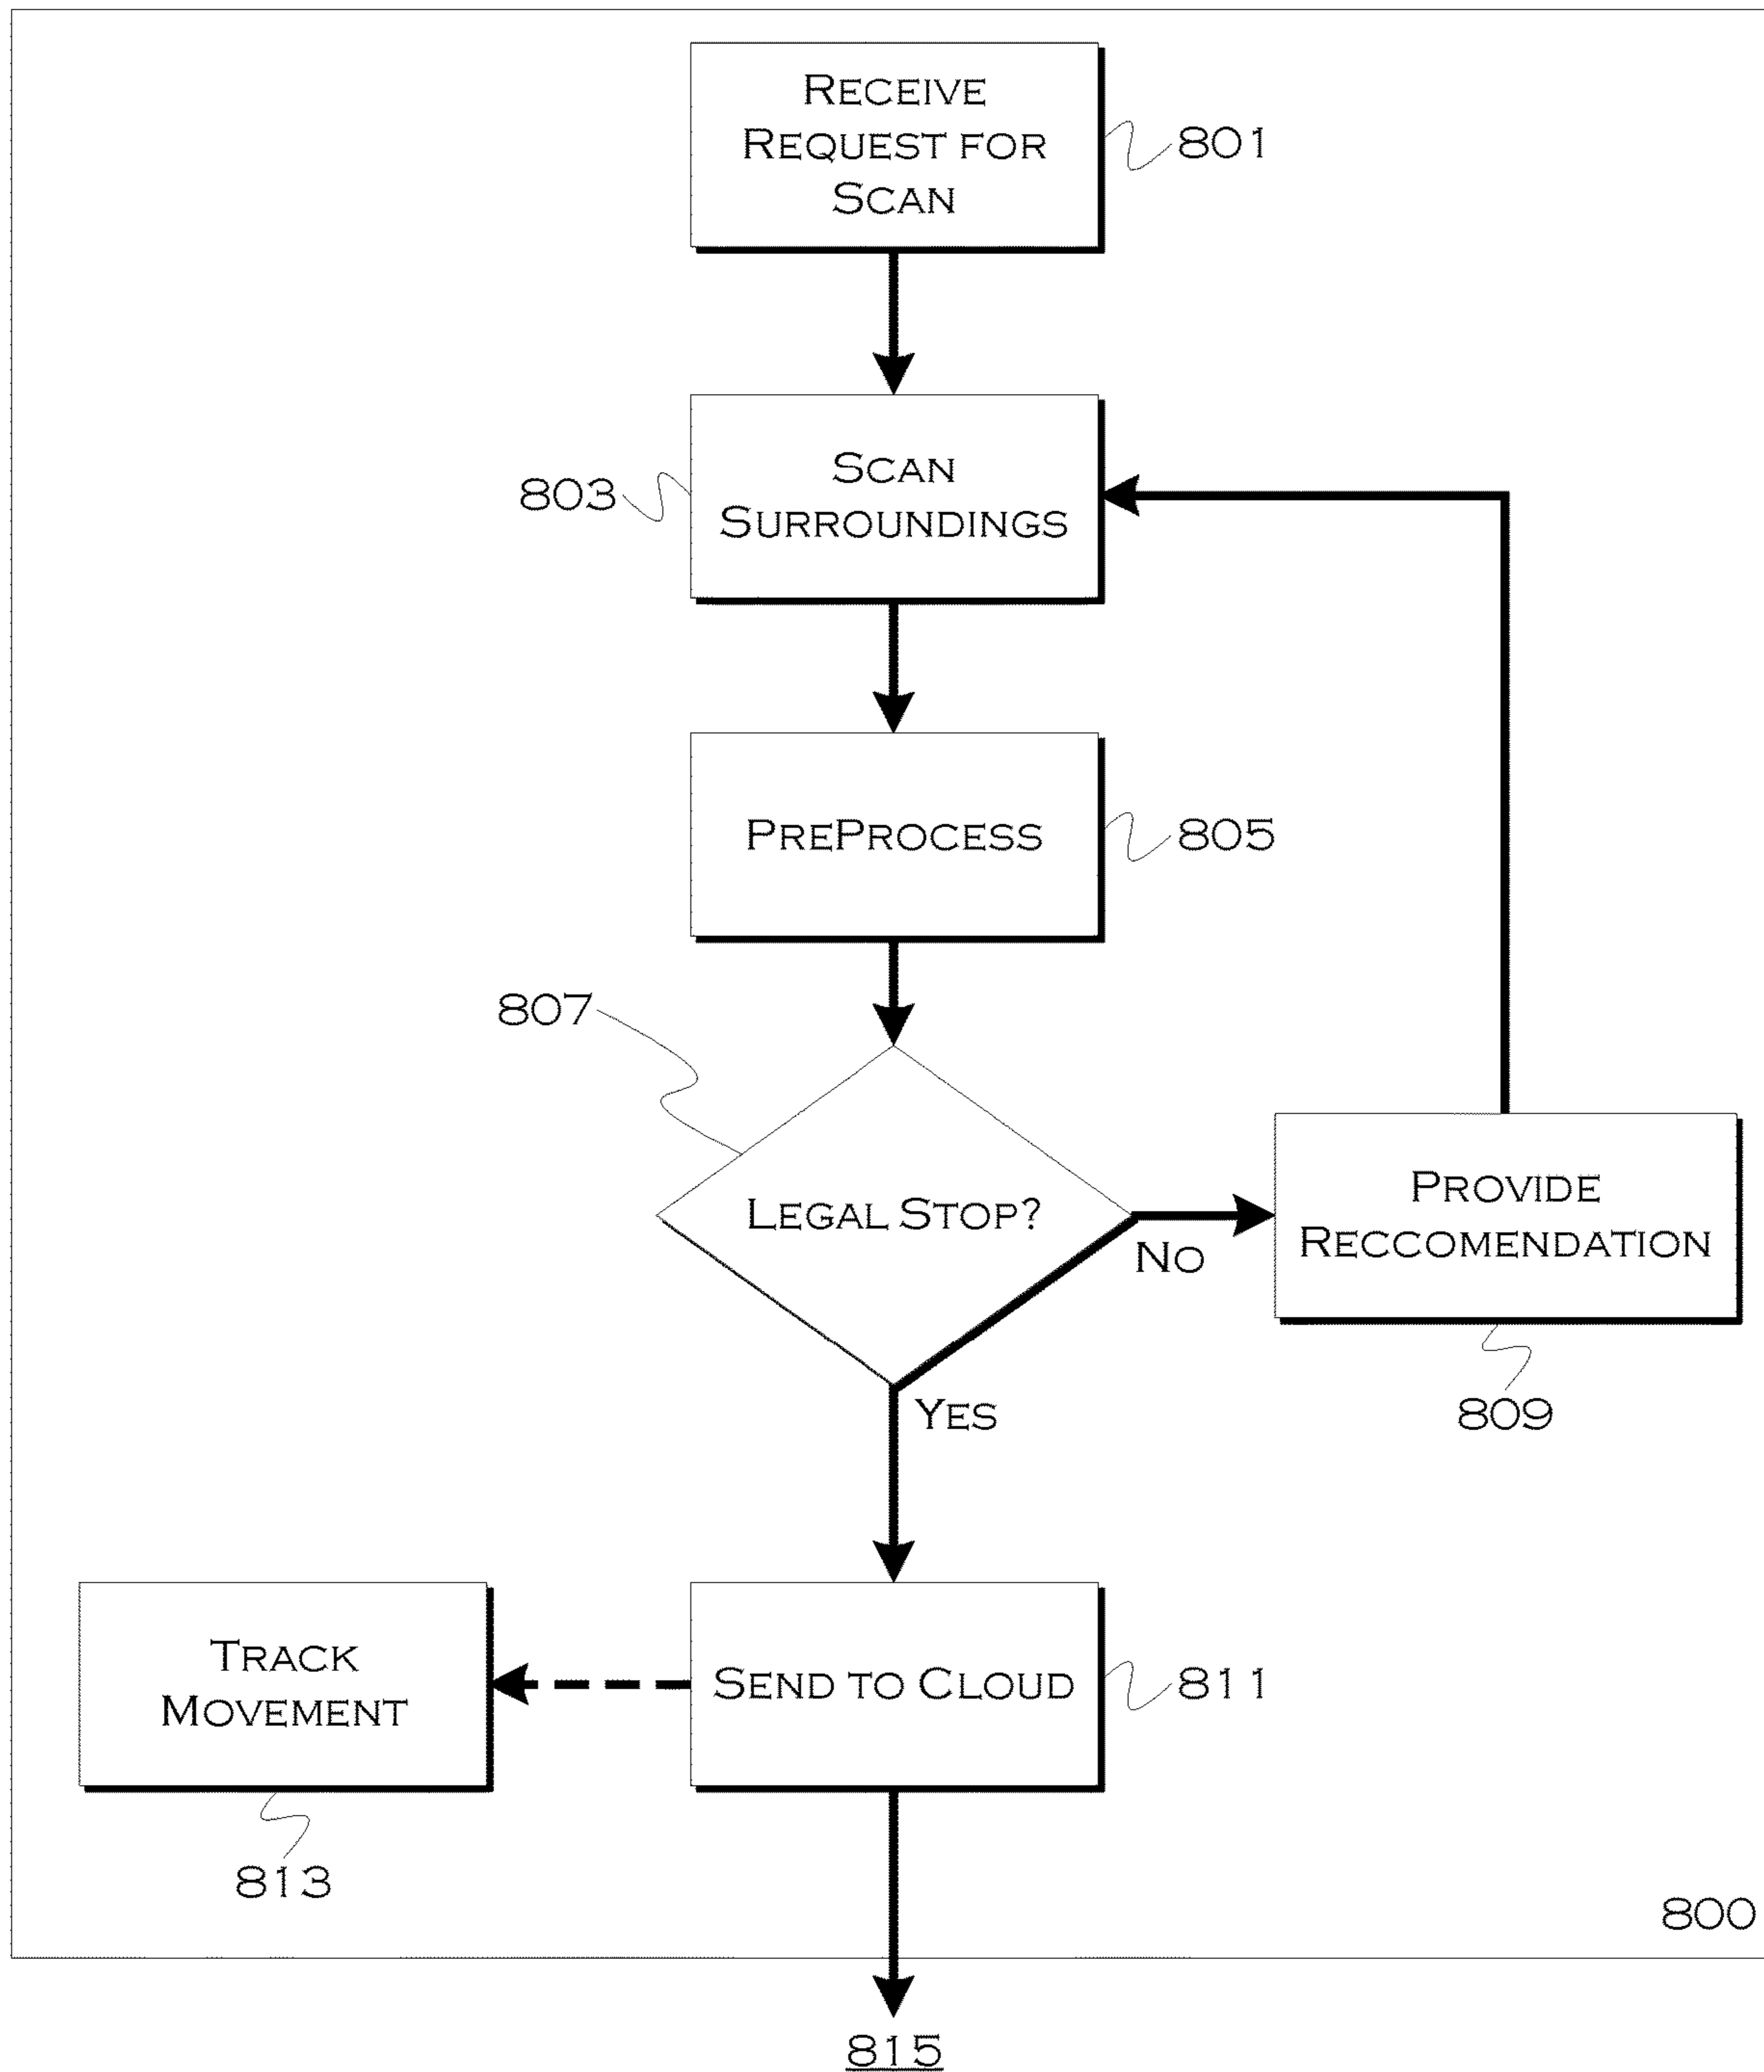 Receive
Request for
Scan
801
Scan
Surroundings
803
PreProcess
805
807
Legal Stop?
No
Yes
Provide
Reccomendation
809
Send to Cloud
811
Track
Movement
813
800
815